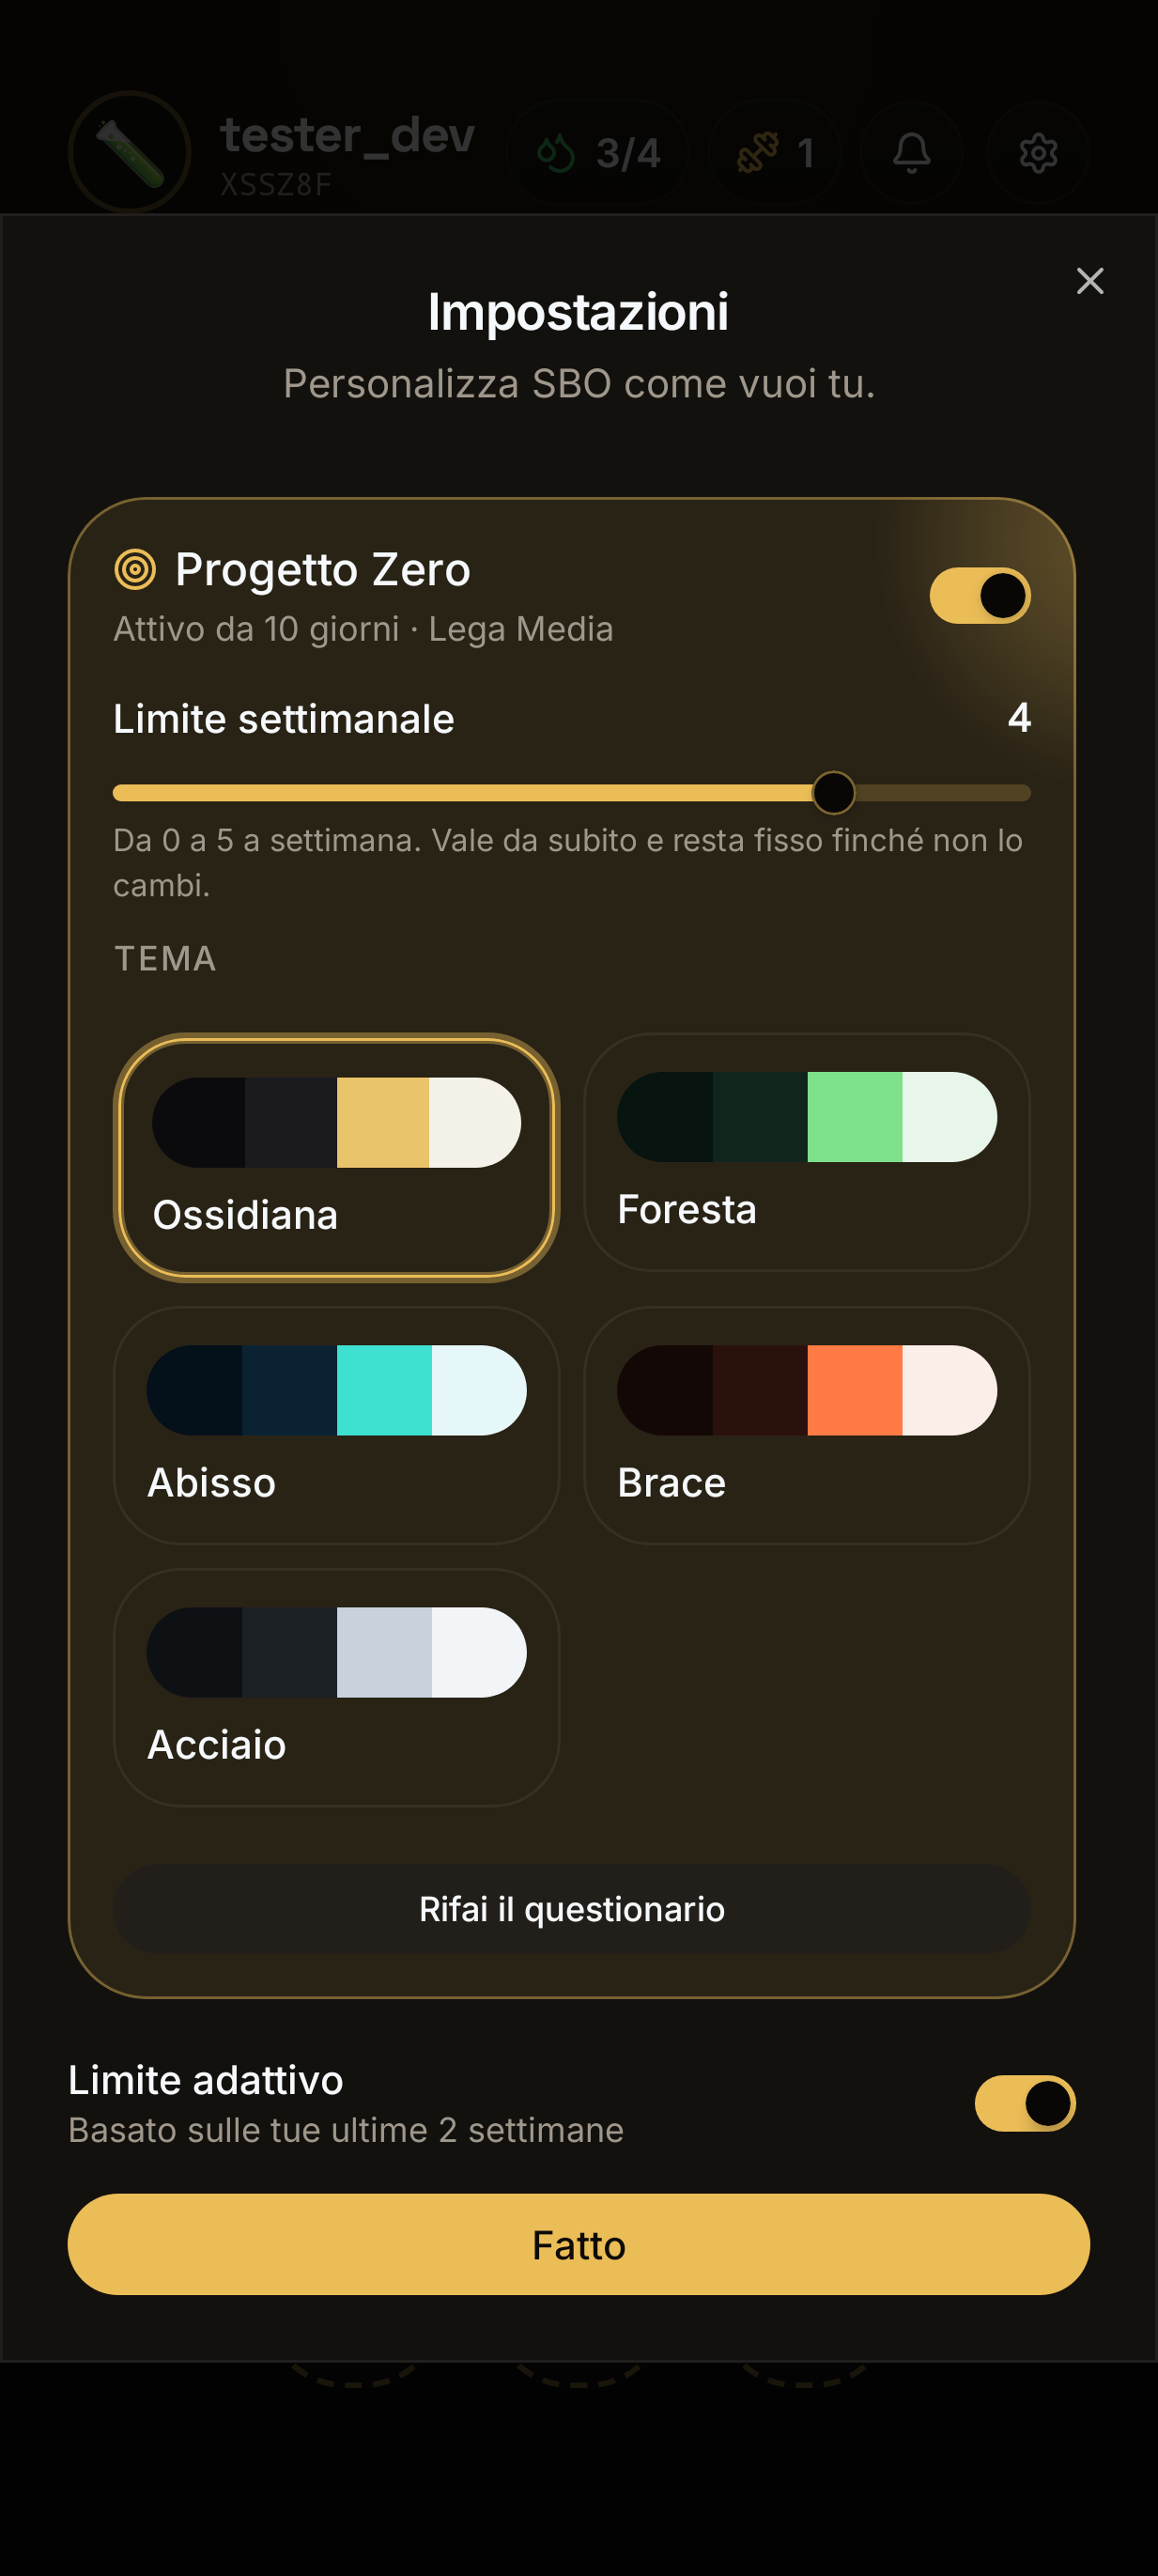 tester_dev
XSSZ8F
3/4
1
Impostazioni
Personalizza SBO come vuoi tu.
Progetto Zero
Attivo da 10 giorni · Lega Media
Limite settimanale
4
Da 0 a 5 a settimana. Vale da subito e resta fisso finché non lo
cambi.
TEMA
Ossidiana
Foresta
Abisso
Brace
Acciaio
Rifai il questionario
Limite adattivo
Basato sulle tue ultime 2 settimane
Fatto